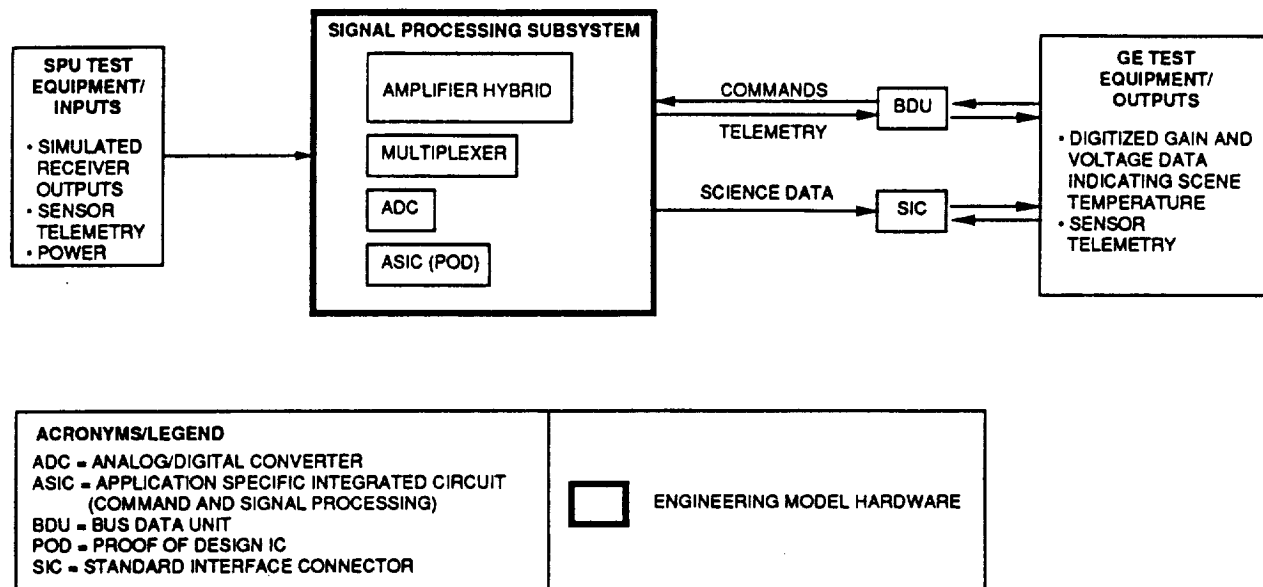 SPU TEST
EQUIPMENT/
INPUTS
• SIMULATED
RECEIVER
OUTPUTS
• SENSOR
TELEMETRY
• POWER
SIGNAL PROCESSING SUBSYSTEM
AMPLIFIER HYBRID
MULTIPLEXER
ADC
ASIC (POD)
COMMANDS
TELEMETRY
SCIENCE DATA
BDU
SIC
GE TEST
EQUIPMENT/
OUTPUTS
• DIGITIZED GAIN AND
VOLTAGE DATA
INDICATING SCENE
TEMPERATURE
• SENSOR
TELEMETRY
ACRONYMS/LEGEND
ADC = ANALOG/DIGITAL CONVERTER
ASIC = APPLICATION SPECIFIC INTEGRATED CIRCUIT
(COMMAND AND SIGNAL PROCESSING)
BDU = BUS DATA UNIT
POD = PROOF OF DESIGN IC
SIC = STANDARD INTERFACE CONNECTOR
ENGINEERING MODEL HARDWARE